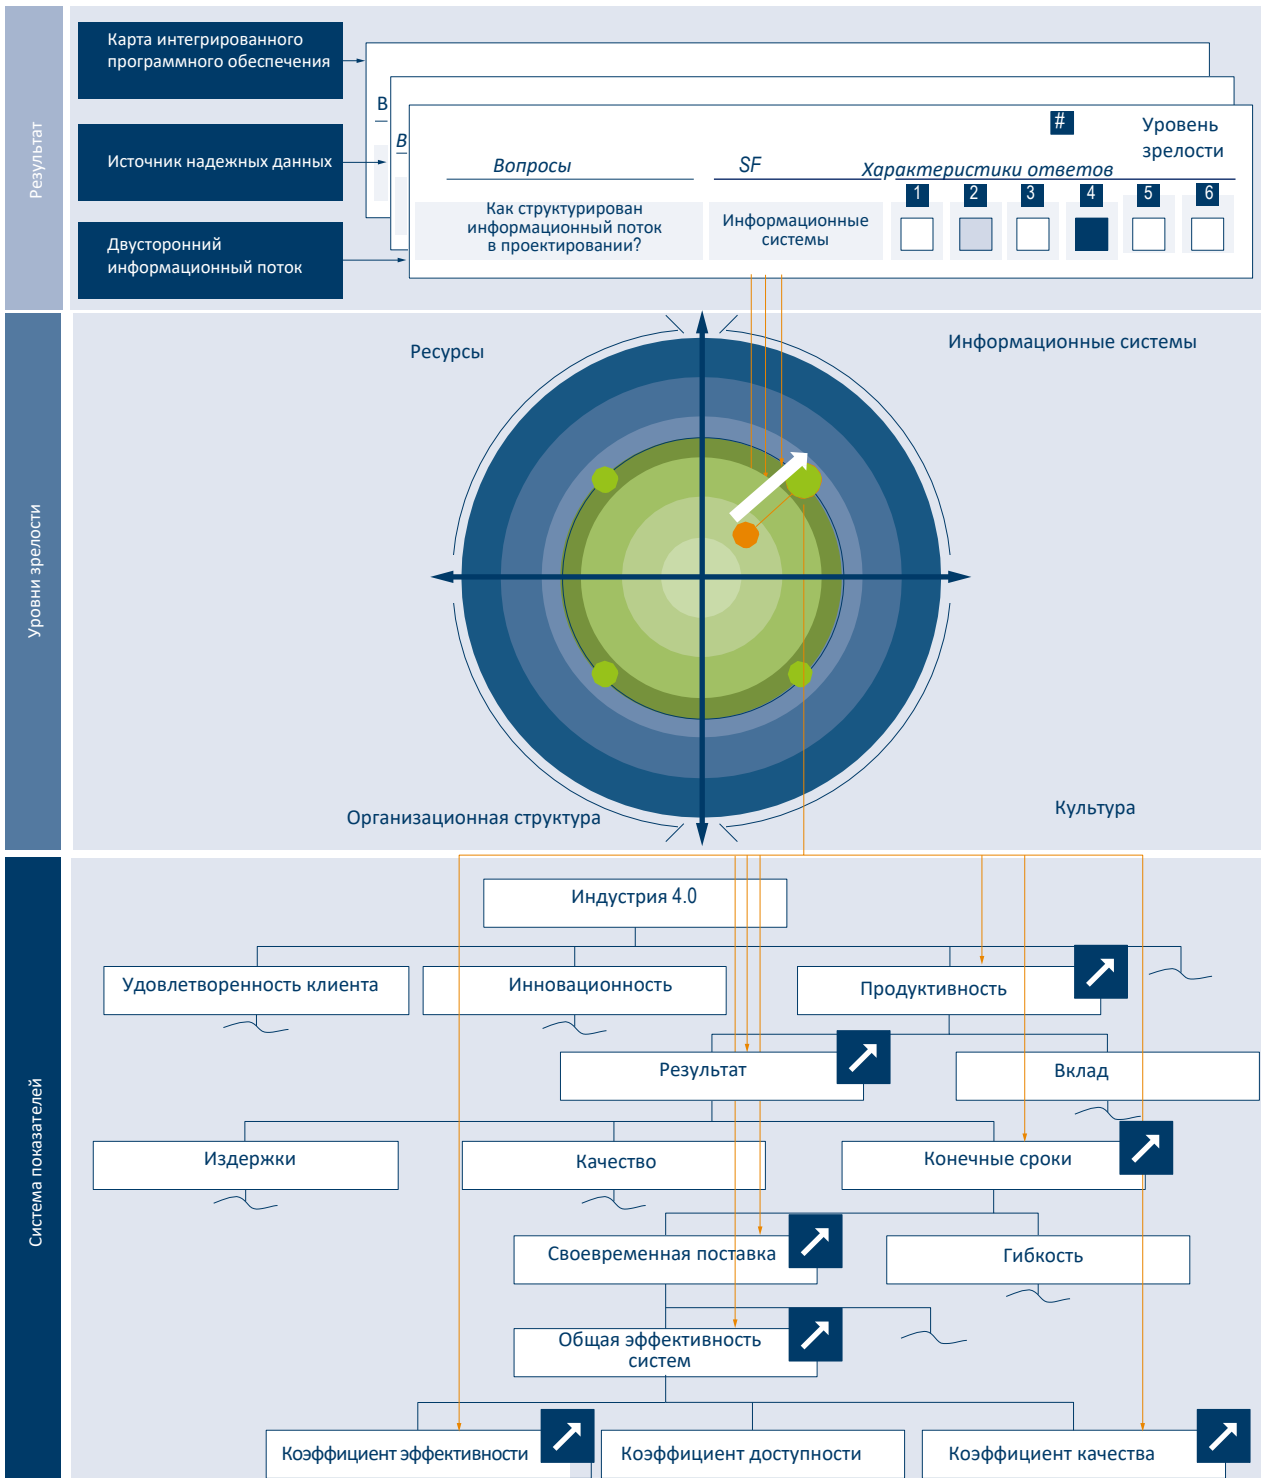 Результат
Карта интегрированного
программного обеспечения
Источник надежных данных
Двусторонний
информационный поток
В
В
#
Уровень
зрелости
Вопросы
SF
Характеристики ответов
1
2
3
4
5
6
Как структурирован
информационный поток
в проектировании?
Информационные
системы
Уровни зрелости
Ресурсы
Информационные системы
Организационная структура
Культура
Система показателей
Индустрия 4.0
Удовлетворенность клиента
Инновационность
Продуктивность
Результат
Вклад
Издержки
Качество
Конечные сроки
Своевременная поставка
Гибкость
Общая эффективность
систем
Коэффициент эффективности
Коэффициент доступности
Коэффициент качества